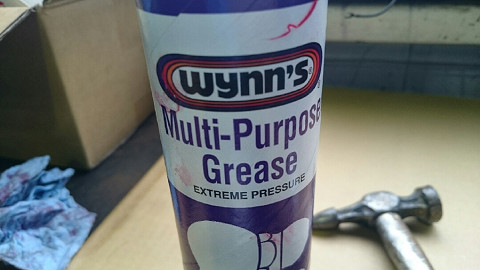 wynn's®
Multi-Purpose
Grease
EXTREME PRESSURE